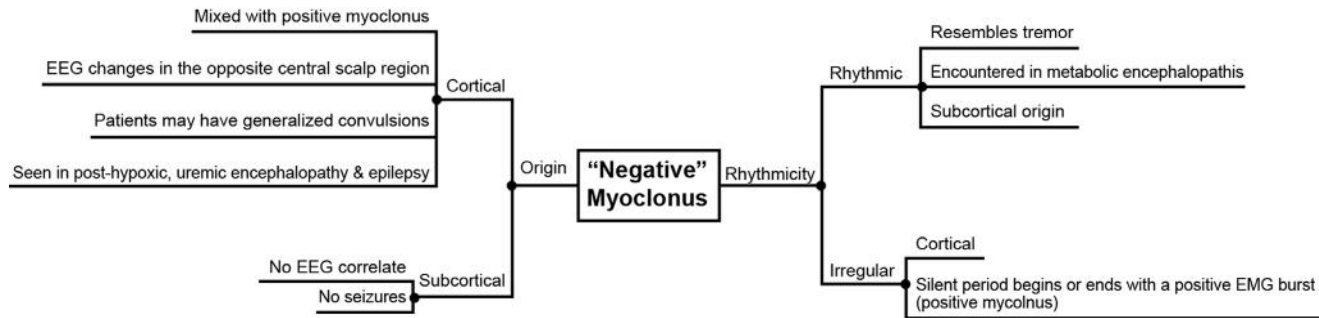 Mixed with positive myoclonus
EEG changes in the opposite central scalp region
Cortical
Patients may have generalized convulsions
Seen in post-hypoxic, uremic encephalopathy & epilepsy
Origin
No EEG correlate
Subcortical
No seizures
“Negative”
Myoclonus
Rhythmicity
Resembles tremor
Rhythmic
Encountered in metabolic encephalopathis
Subcortical origin
Cortical
Irregular
Silent period begins or ends with a positive EMG burst
(positive mycolnus)